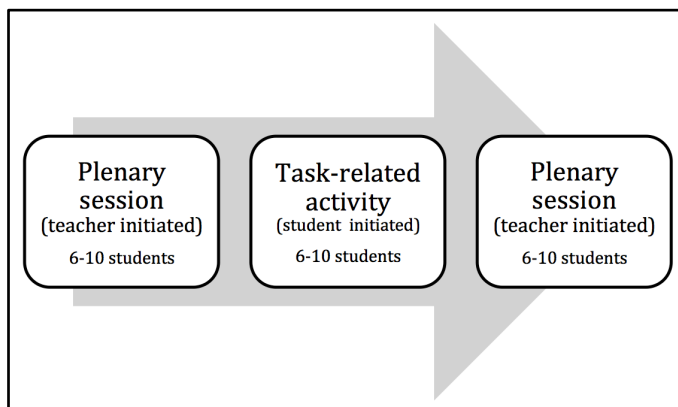 Plenary
session
(teacher initiated)
6-10 students
Task-related
activity
(student initiated)
6-10 students
Plenary
session
(teacher initiated)
6-10 students